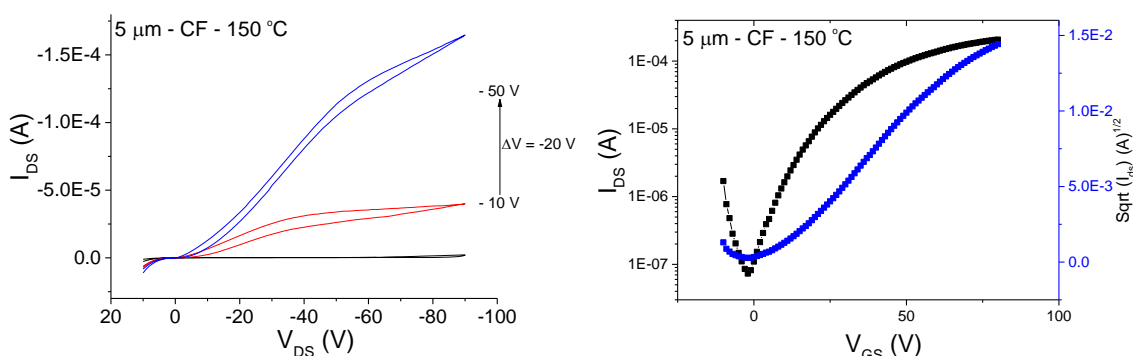 5 μm - CF - 150 °C
-1.5E-4
-1.0E-4
-5.0E-5
0.0
I_DS (A)
20
0
-20
-40
-60
-80
-100
V_DS (V)
- 50 V
ΔV = -20 V
- 10 V
5 μm - CF - 150 °C
1E-04
1E-05
1E-06
1E-07
I_DS (A)
0
50
100
V_GS (V)
1.5E-2
1.0E-2
5.0E-3
0.0
Sqrt (I_ds) (A)^1/2